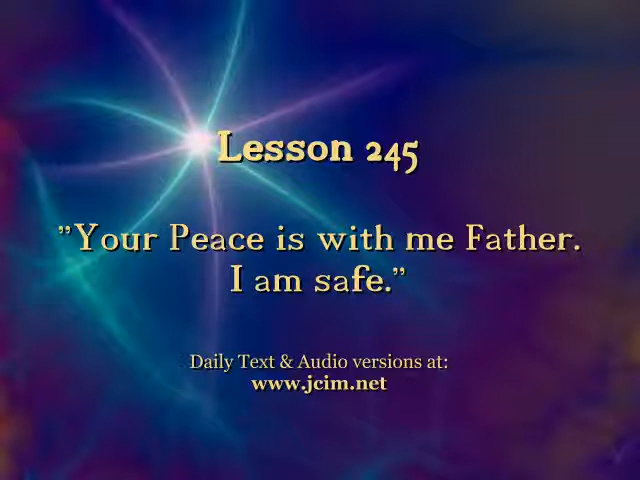 Lesson 245
”Your Peace is with me Father.
I am safe.”
Daily Text & Audio versions at:
www.jcim.net